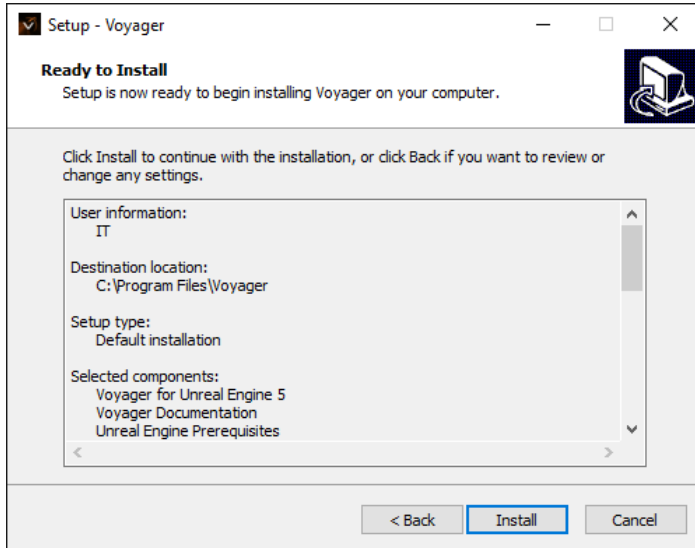 Setup - Voyager
Ready to Install
Setup is now ready to begin installing Voyager on your computer.
Click Install to continue with the installation, or click Back if you want to review or
change any settings.
User information:
IT
Destination location:
C:\Program Files\Voyager
Setup type:
Default installation
Selected components:
Voyager for Unreal Engine 5
Voyager Documentation
Unreal Engine Prerequisites
< Back
Install
Cancel